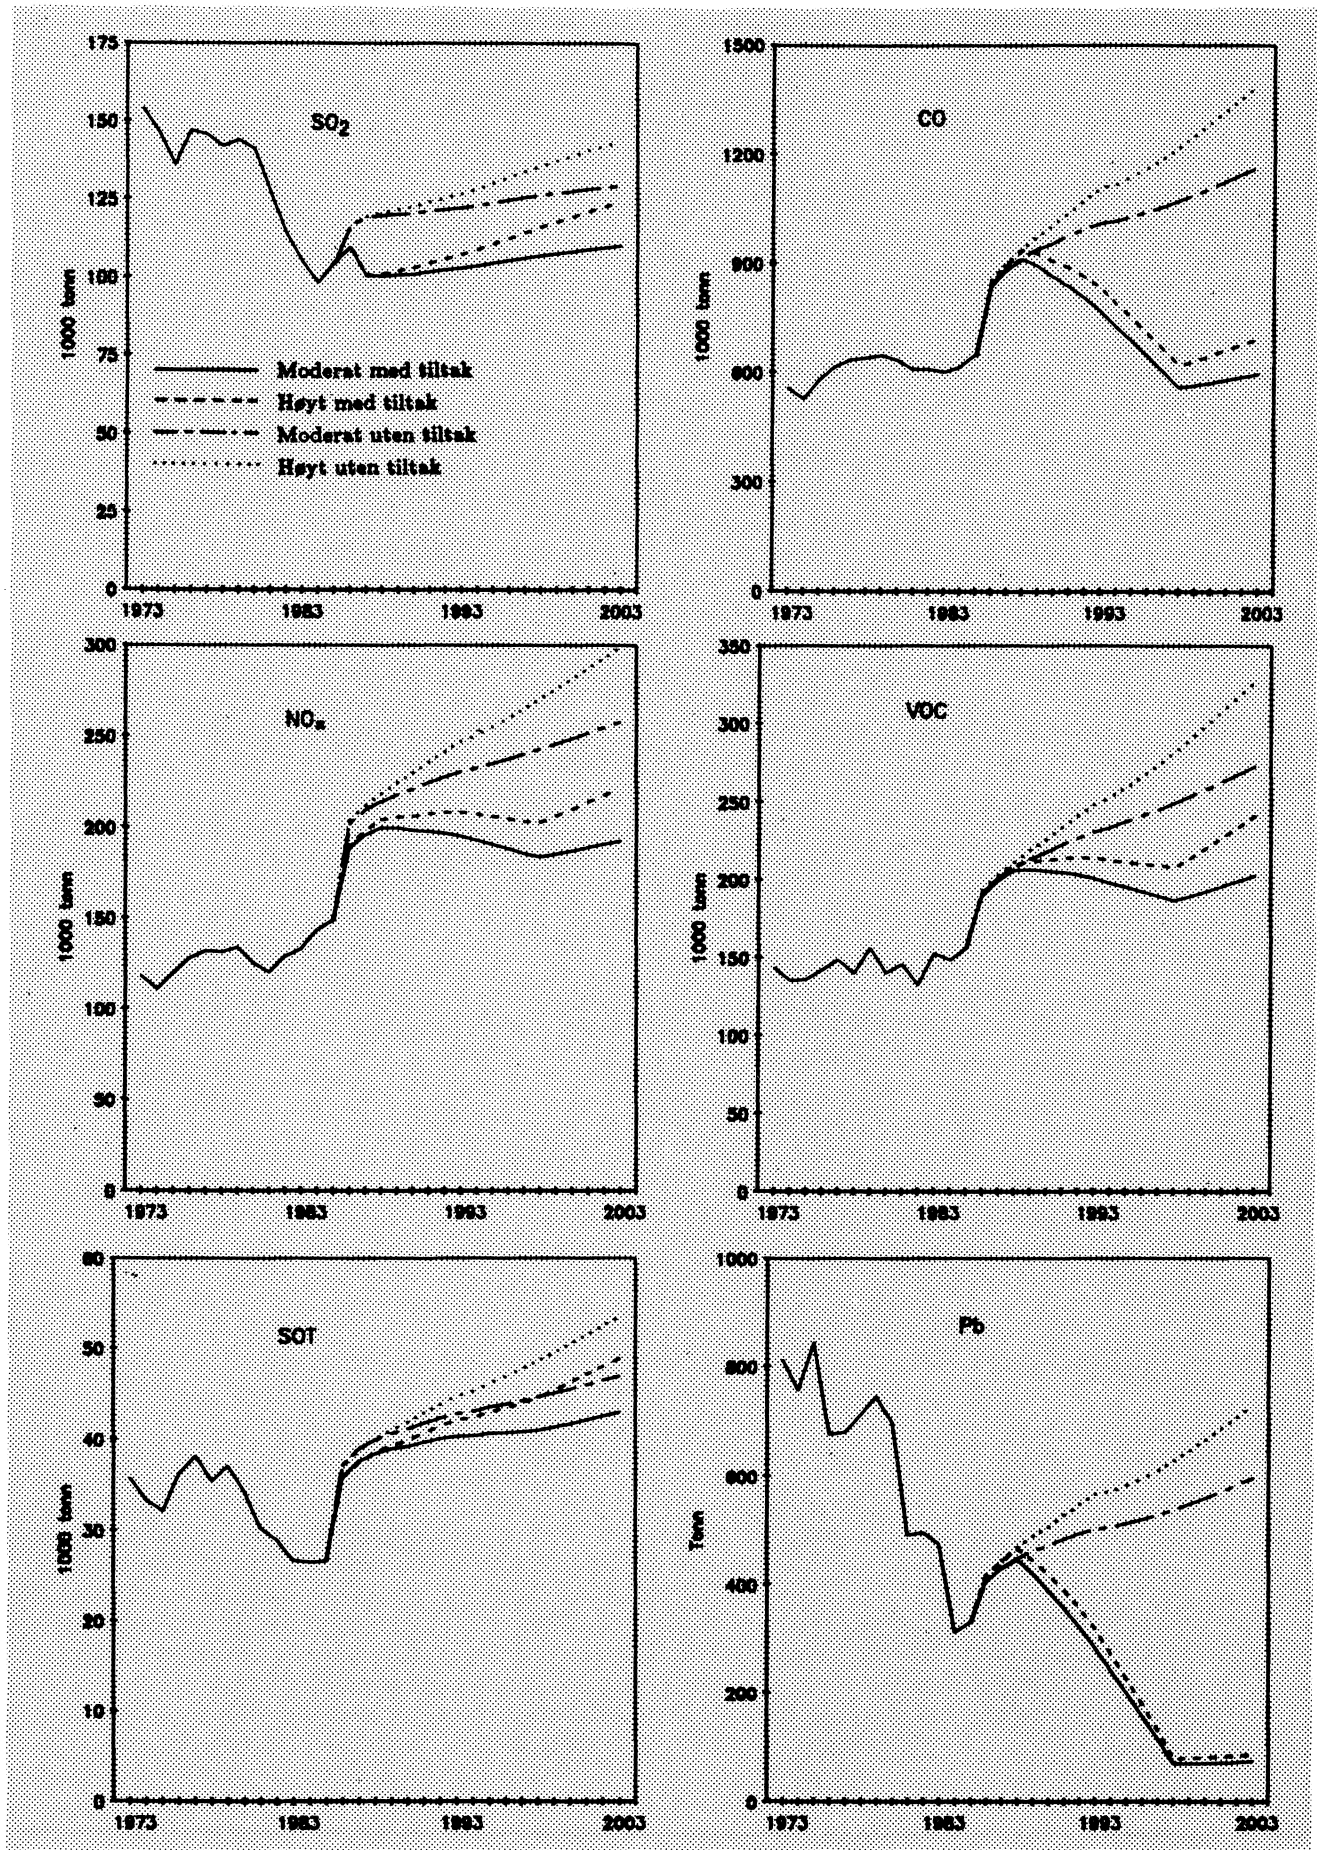 175
150
125
100
75
50
25
0
1000 tonn
SO2
Moderat med tiltak
Høyt med tiltak
Moderat uten tiltak
Høyt uten tiltak
1973 1983 1993 2003
1500
1200
900
600
300
0
1000 tonn
CO
1973 1983 1993 2003
300
250
200
150
100
50
0
1000 tonn
NOx
1973 1983 1993 2003
350
300
250
200
150
100
50
0
1000 tonn
VOC
1973 1983 1993 2003
60
50
40
30
20
10
0
1000 tonn
SOT
1973 1983 1993 2003
1000
800
600
400
200
0
Tonn
Pb
1973 1983 1993 2003